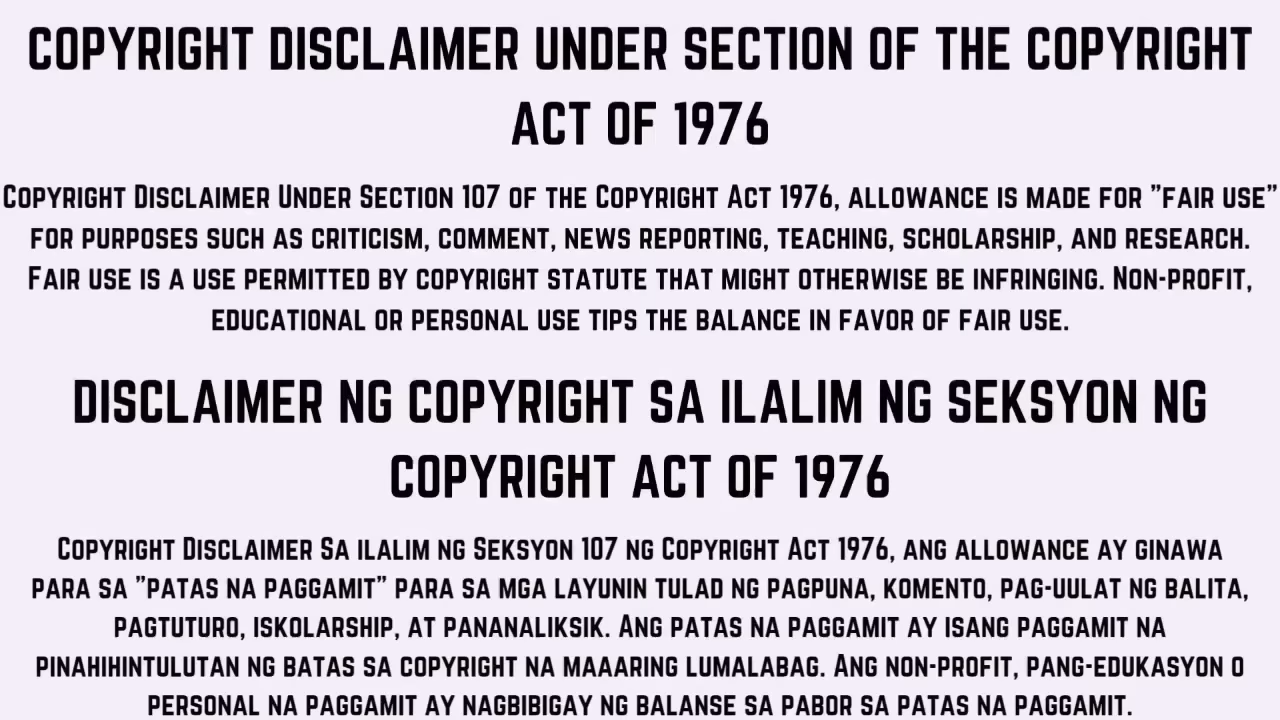 COPYRIGHT DISCLAIMER UNDER SECTION OF THE COPYRIGHT
ACT OF 1976
COPYRIGHT DISCLAIMER UNDER SECTION 107 OF THE COPYRIGHT ACT 1976, ALLOWANCE IS MADE FOR "FAIR USE"
FOR PURPOSES SUCH AS CRITICISM, COMMENT, NEWS REPORTING, TEACHING, SCHOLARSHIP, AND RESEARCH.
FAIR USE IS A USE PERMITTED BY COPYRIGHT STATUTE THAT MIGHT OTHERWISE BE INFRINGING. NON-PROFIT,
EDUCATIONAL OR PERSONAL USE TIPS THE BALANCE IN FAVOR OF FAIR USE.
DISCLAIMER NG COPYRIGHT SA ILALIM NG SEKSYON NG
COPYRIGHT ACT OF 1976
COPYRIGHT DISCLAIMER SA ILALIM NG SEKSYON 107 NG COPYRIGHT ACT 1976, ANG ALLOWANCE AY GINAWA
PARA SA "PATAS NA PAGGAMIT" PARA SA MGA LAYUNIN TULAD NG PAGPUNA, KOMENTO, PAG-UULAT NG BALITA,
PAGTUTURO, ISKOLARSHIP, AT PANANALIKSIK. ANG PATAS NA PAGGAMIT AY ISANG PAGGAMIT NA
PINAHIHINTULUTAN NG BATAS SA COPYRIGHT NA MAAARING LUMALABAG. ANG NON-PROFIT, PANG-EDUKASYON O
PERSONAL NA PAGGAMIT AY NAGBIBIGAY NG BALANSE SA PABOR SA PATAS NA PAGGAMIT.